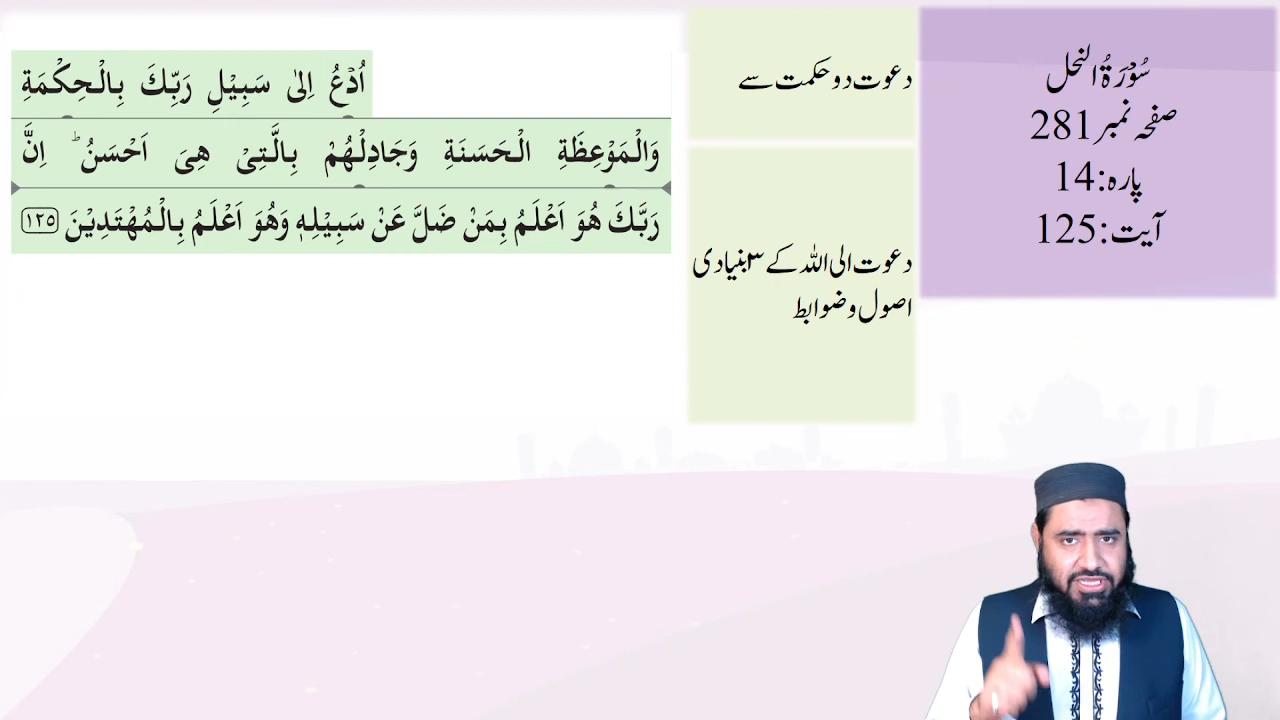 سُوْرَۃُ النحل
صفحہ نمبر 281
پارہ:14
آیت:125
دعوت دو حکمت سے
دعوت الی اللہ کے ۳ بنیادی
اصول و ضوابط
اُدْعُ اِلٰى سَبِيْلِ رَبِّكَ بِالْحِكْمَةِ
وَالْمَوْعِظَةِ الْحَسَنَةِ وَجَادِلْهُمْ بِالَّتِيْ هِيَ اَحْسَنُ ؕ اِنَّ
رَبَّكَ هُوَ اَعْلَمُ بِمَنْ ضَلَّ عَنْ سَبِيْلِهٖ وَهُوَ اَعْلَمُ بِالْمُهْتَدِيْنَ ١٢٥